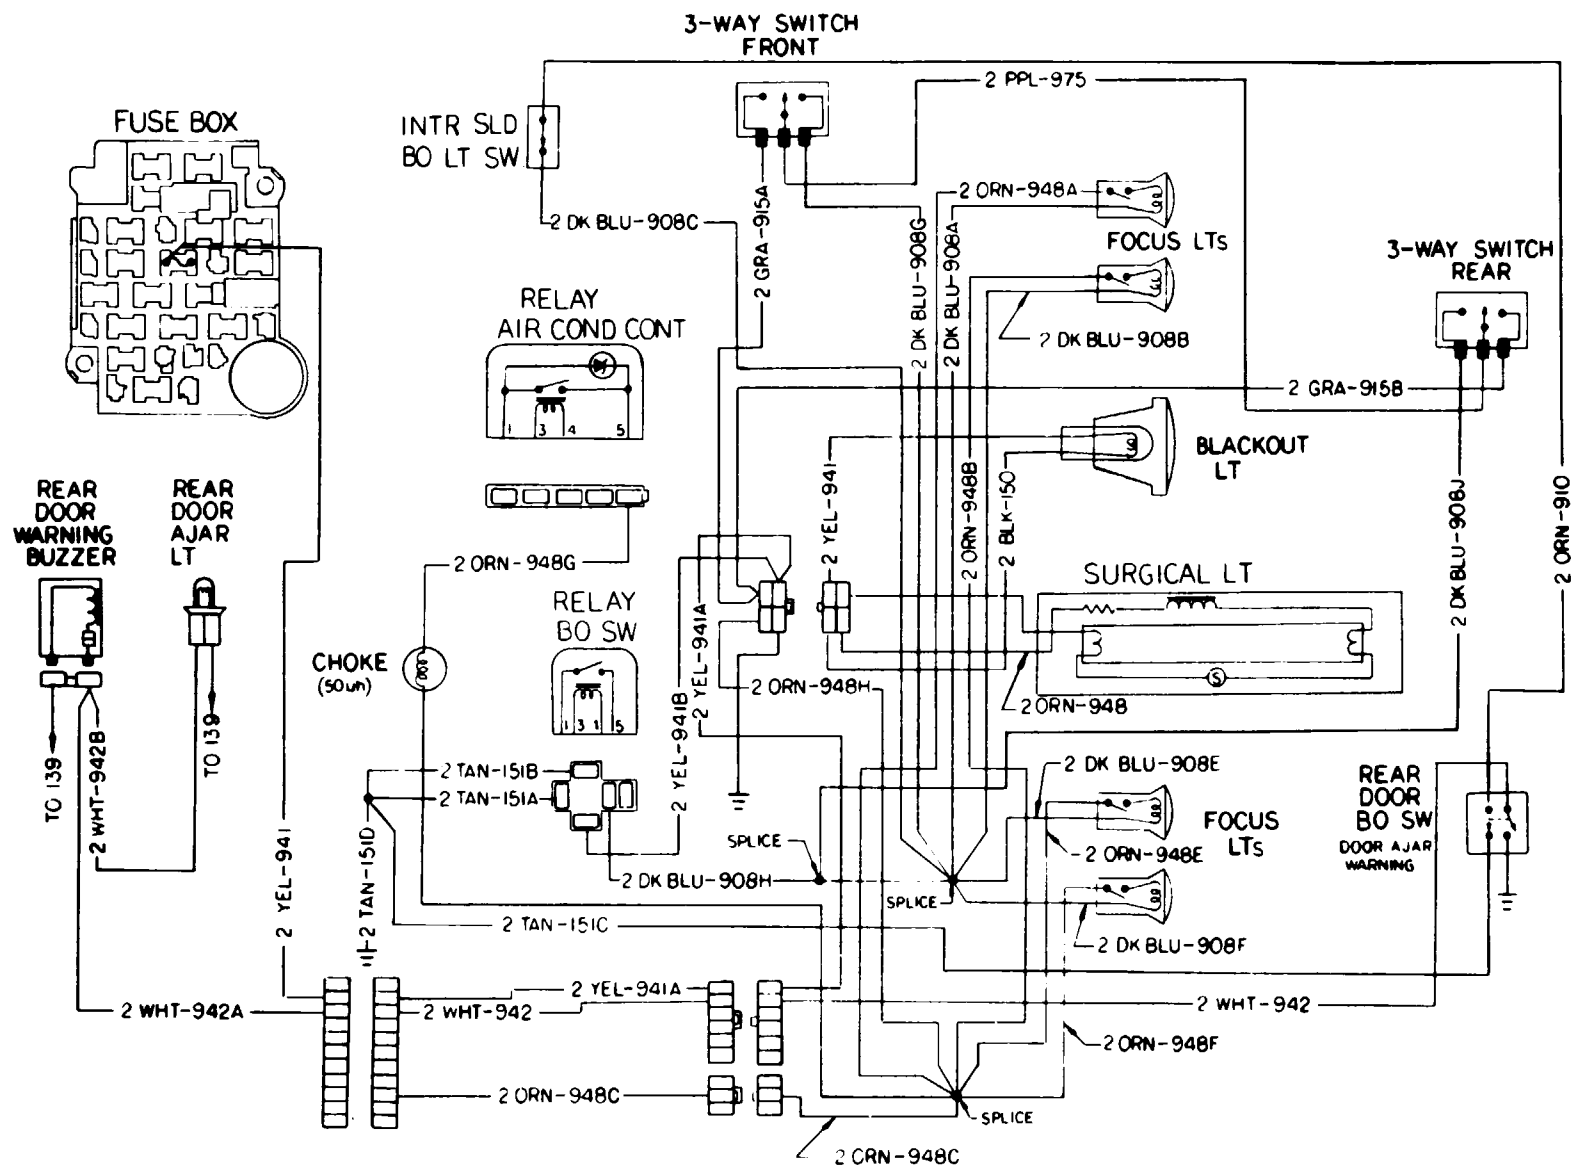 3-WAY SWITCH
FRONT
2 PPL-975
FUSE BOX
INTR SLD
BO LT SW
2 ORN-948A
2 DK BLU-908C
2 GRA-915A
2 DK BLU-908G
2 DK BLU-908A
FOCUS LTs
3-WAY SWITCH
REAR
RELAY
AIR COND CONT
2 DK BLU-908B
2 GRA-915B
1 3 4 5
BLACKOUT
LT
REAR
DOOR
WARNING
BUZZER
REAR
DOOR
AJAR
LT
2 YEL-941
2 ORN-948B
2 BLK-150
2 DK BLU-908J
2 ORN-910
2 ORN-948G
SURGICAL LT
RELAY
BO SW
CHOKE
(50uh)
2 YEL-941A
2 YEL-941B
2 ORN-948H
S
2 ORN-948
1 3 1 5
TO 139
2 WHT-942B
TO 139
2 TAN-151B
2 TAN-151A
2 DK BLU-908E
REAR
DOOR
BO SW
DOOR AJAR
WARNING
FOCUS
LTs
SPLICE
2 ORN-948E
2 YEL-941
2 TAN-151D
2 DK BLU-908H
SPLICE
2 TAN-151C
2 DK BLU-908F
2 YEL-941A
2 WHT-942A
2 WHT-942
2 WHT-942
2 ORN-948F
2 ORN-948C
SPLICE
2 CRN-948C